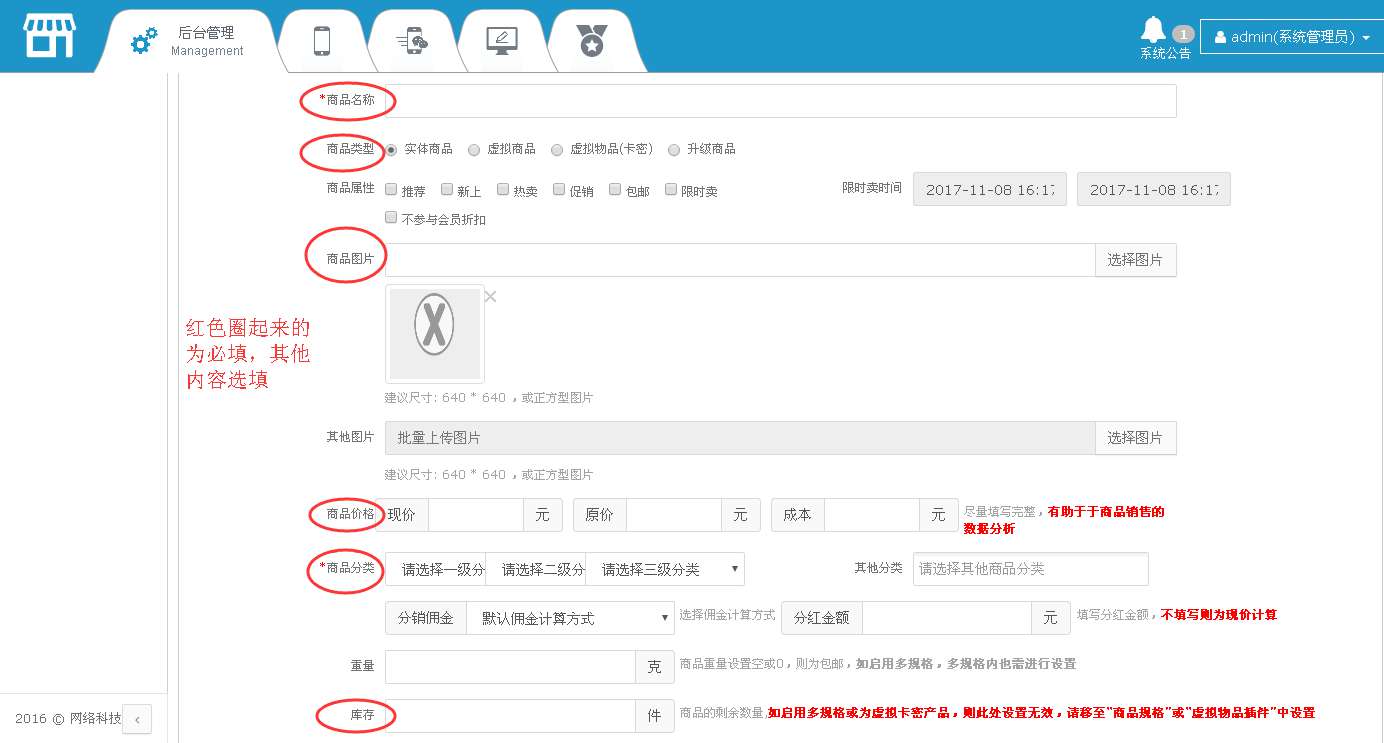 后台管理
Management
1
系统公告
admin(系统管理员)
*商品名称
商品类型 实体商品 虚拟商品 虚拟物品(卡密) 升级商品
商品属性 推荐 新上 热卖 促销 包邮 限时卖 限时卖时间 2017-11-08 16:17 2017-11-08 16:17
不参与会员折扣
商品图片 选择图片
红色圈起来的
为必填，其他
内容选填
建议尺寸: 640 * 640 ，或正方型图片
其他图片 批量上传图片 选择图片
建议尺寸: 640 * 640 ，或正方型图片
商品价格 现价 元 原价 元 成本 元 尽量填写完整，有助于于商品销售的
数据分析
*商品分类 请选择一级分 请选择二级分 请选择三级分类 其他分类 请选择其他商品分类
分销佣金 默认佣金计算方式 选择佣金计算方式 分红金额 元 填写分红金额，不填写则为现价计算
重量 克 商品重量设置空或0，则为包邮，如启用多规格，多规格内也需进行设置
库存 件 商品的剩余数量,如启用多规格或为虚拟卡密产品，则此处设置无效，请移至"商品规格"或"虚拟物品插件"中设置
2016 © 网络科技